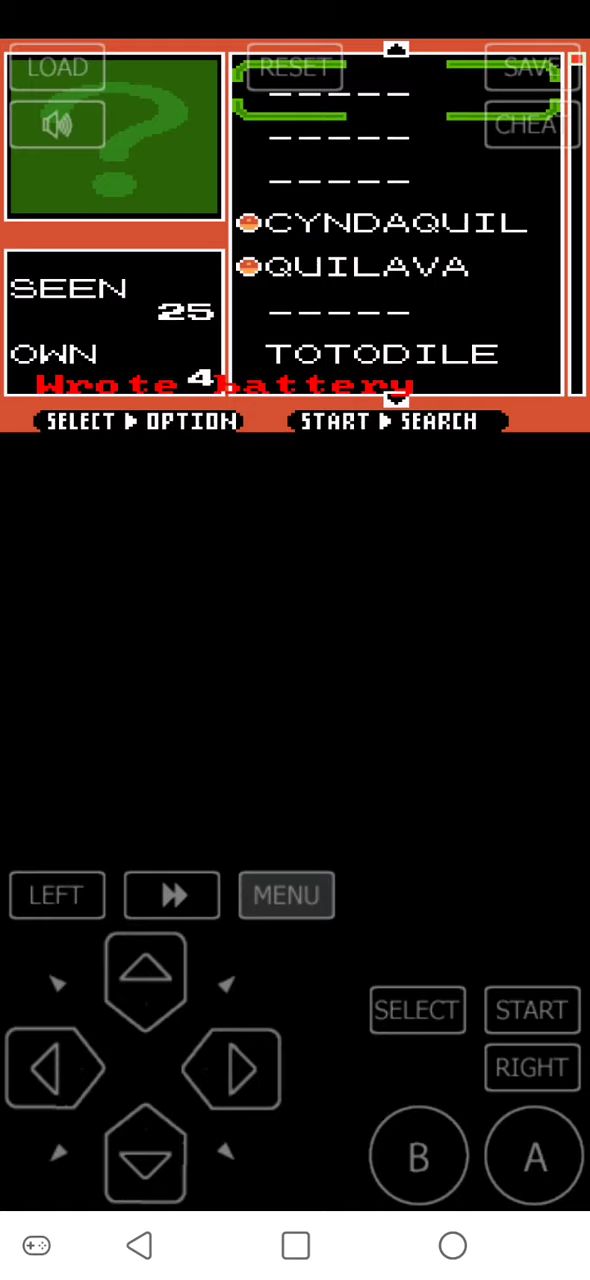 LOAD
RESET
SAVE
CHEA
-----
-----
-----
CYNDAQUIL
QUILAVA
-----
TOTODILE
SEEN
25
OWN
4
Wrote battery
SELECT ▶ OPTION
START ▶ SEARCH
LEFT
MENU
SELECT
START
RIGHT
B
A